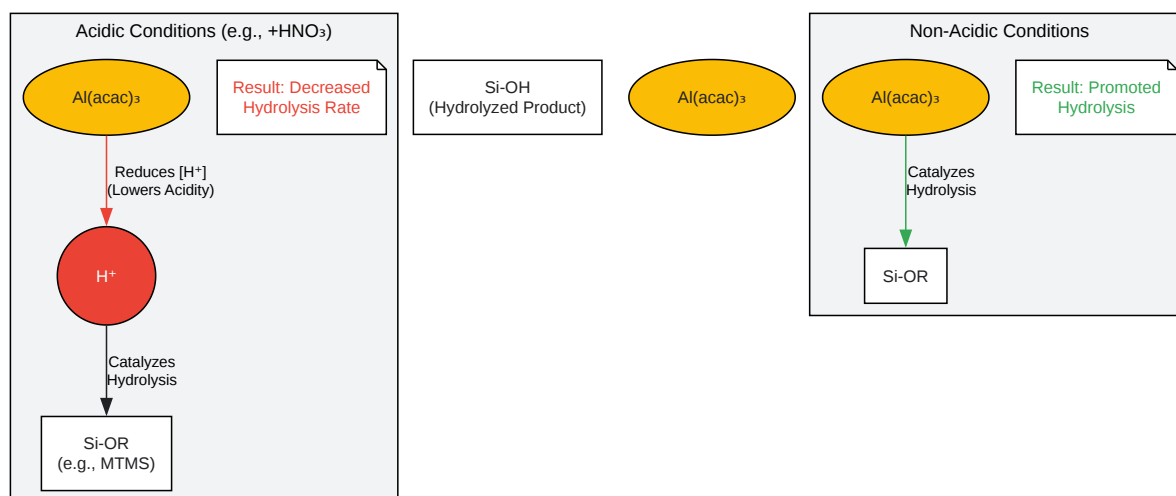 Acidic Conditions (e.g., +HNO₃)
Al(acac)₃
Result: Decreased
Hydrolysis Rate
Reduces [H⁺]
(Lowers Acidity)
H⁺
Catalyzes
Hydrolysis
Si-OR
(e.g., MTMS)
Si-OH
(Hydrolyzed Product)
Al(acac)₃
Non-Acidic Conditions
Al(acac)₃
Result: Promoted
Hydrolysis
Catalyzes
Hydrolysis
Si-OR